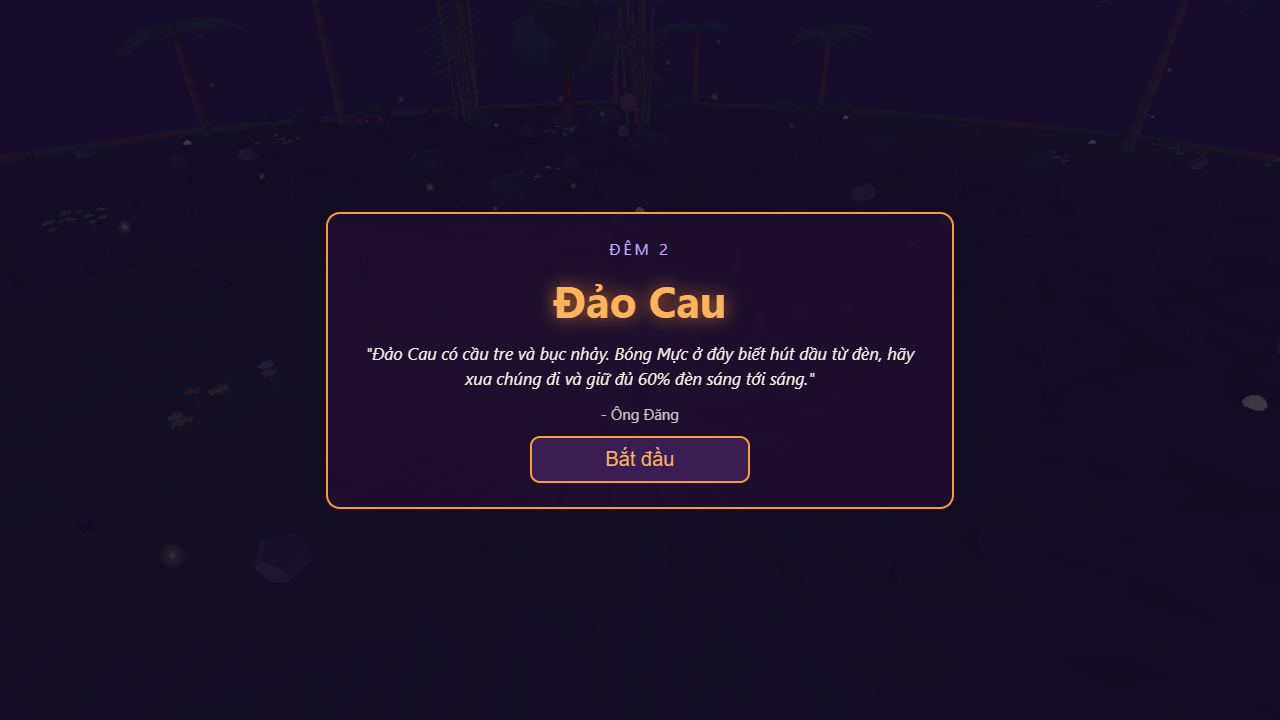 ĐÊM 2
Đảo Cau
"Đảo Cau có cầu tre và bục nhảy. Bóng Mực ở đây biết hút dầu từ đèn, hãy
xua chúng đi và giữ đủ 60% đèn sáng tới sáng."
- Ông Đăng
Bắt đầu